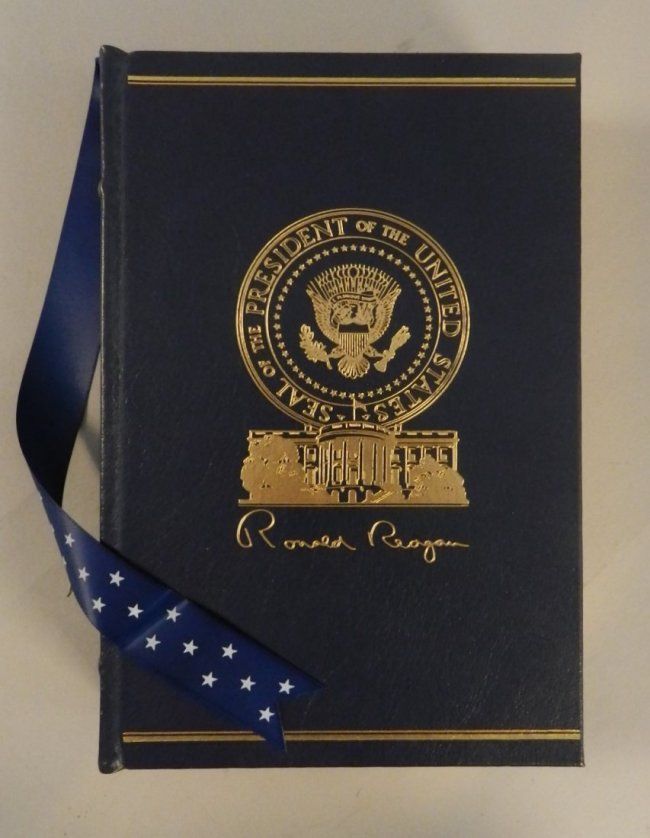 SEAL OF THE PRESIDENT OF THE UNITED STATES
Ronald Reagan